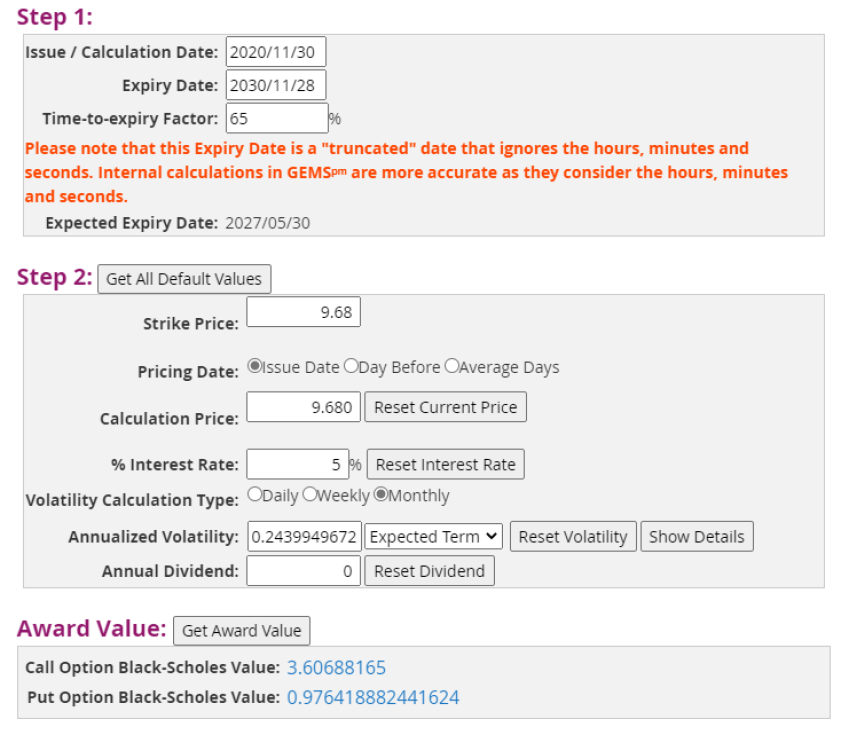 Step 1:
Issue / Calculation Date: 2020/11/30
Expiry Date: 2030/11/28
Time-to-expiry Factor: 65 %
Please note that this Expiry Date is a "truncated" date that ignores the hours, minutes and
seconds. Internal calculations in GEMSpm are more accurate as they consider the hours, minutes
and seconds.
Expected Expiry Date: 2027/05/30
Step 2: Get All Default Values
Strike Price: 9.68
Pricing Date: Issue Date Day Before Average Days
Calculation Price: 9.680 Reset Current Price
% Interest Rate: 5 % Reset Interest Rate
Volatility Calculation Type: Daily Weekly Monthly
Annualized Volatility: 0.2439949672 Expected Term Reset Volatility Show Details
Annual Dividend: 0 Reset Dividend
Award Value: Get Award Value
Call Option Black-Scholes Value: 3.60688165
Put Option Black-Scholes Value: 0.976418882441624